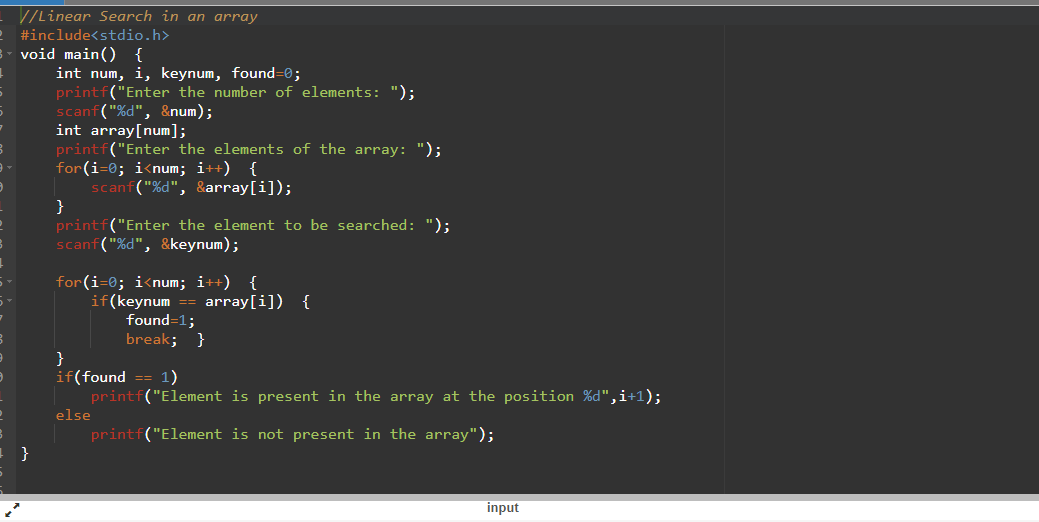 //Linear Search in an array
#include<stdio.h>
void main()  {
    int num, i, keynum, found=0;
    printf("Enter the number of elements: ");
    scanf("%d", &num);
    int array[num];
    printf("Enter the elements of the array: ");
    for(i=0; i<num; i++)  {
        scanf("%d", &array[i]);
    }
    printf("Enter the element to be searched: ");
    scanf("%d", &keynum);

    for(i=0; i<num; i++)  {
        if(keynum == array[i])  {
            found=1;
            break;  }
    }
    if(found == 1)
        printf("Element is present in the array at the position %d",i+1);
    else
        printf("Element is not present in the array");
}
input